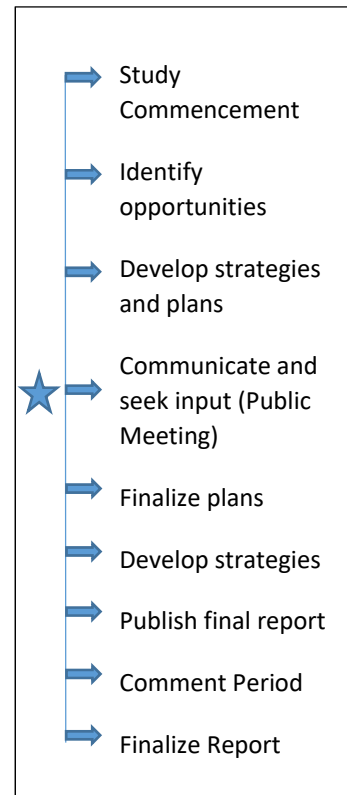 Study
Commencement
Identify
opportunities
Develop strategies
and plans
Communicate and
seek input (Public
Meeting)
Finalize plans
Develop strategies
Publish final report
Comment Period
Finalize Report